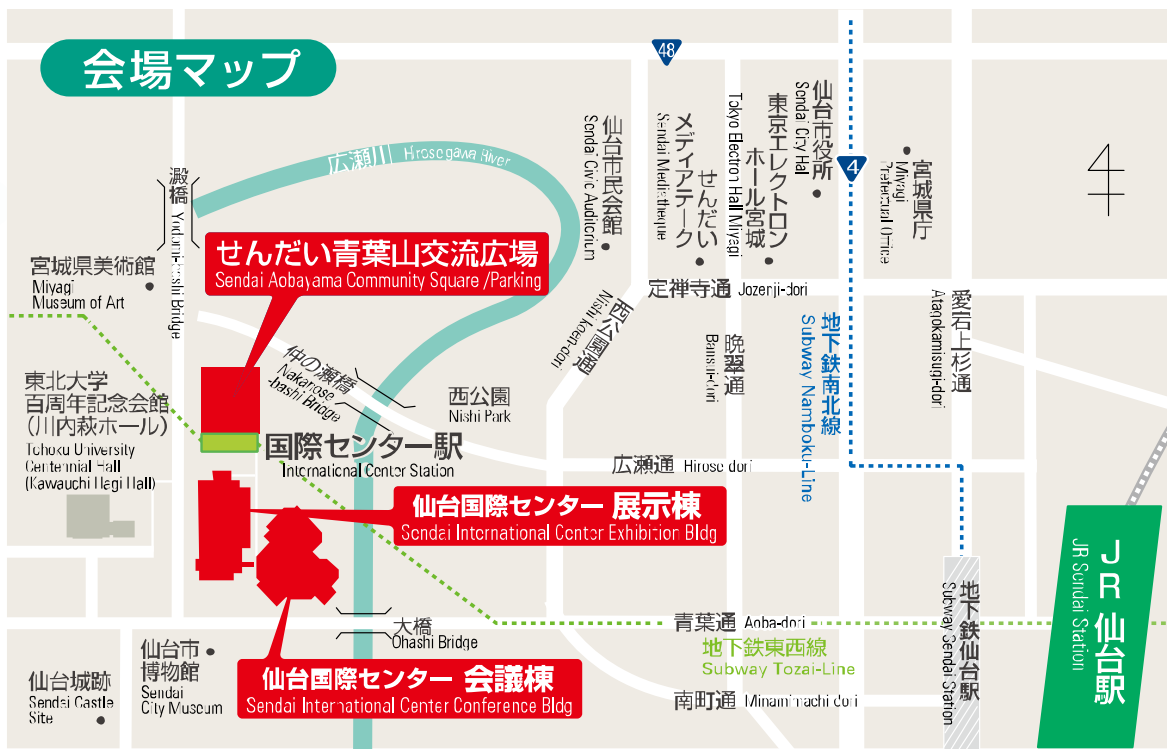 会場マップ
48
4
広瀬川 Hirosegawa River
澱橋
Yodomi-bashi Bridge
宮城県美術館
Miyagi
Museum of Art
せんだい青葉山交流広場
Sendai Aobayama Community Square /Parking
仙台市民会館
Sendai Civic Auditorium
せんだい
メディアテーク
Sendai Mediatheque
東京エレクトロン
ホール宮城
Tokyo Electron Hall Miyagi
仙台市役所
Sendai City Hall
宮城県庁
Miyagi
Prefectual Office
定禅寺通 Jozenji-dori
西公園通
Nishi Koen-dori
晩翠通
Bansui-dori
地下鉄南北線
Subway Namboku-Line
愛宕上杉通
Atagokamisugi-dori
仲の瀬橋
Nakanose
-bashi Bridge
西公園
Nishi Park
東北大学
百周年記念会館
（川内萩ホール）
Tohoku University
Centennial Hall
(Kawauchi Hagi Hall)
国際センター駅
International Center Station
広瀬通 Hirose dori
仙台国際センター 展示棟
Sendai International Center Exhibition Bldg
JR 仙台駅
JR Sendai Station
地下鉄仙台駅
Subway Sendai Station
大橋
Ohashi Bridge
青葉通 Aoba-dori
地下鉄東西線
Subway Tozai-Line
仙台国際センター 会議棟
Sendai International Center Conference Bldg
南町通 Minamimachi dori
仙台市
博物館
Sendai
City Museum
仙台城跡
Sendai Castle
Site